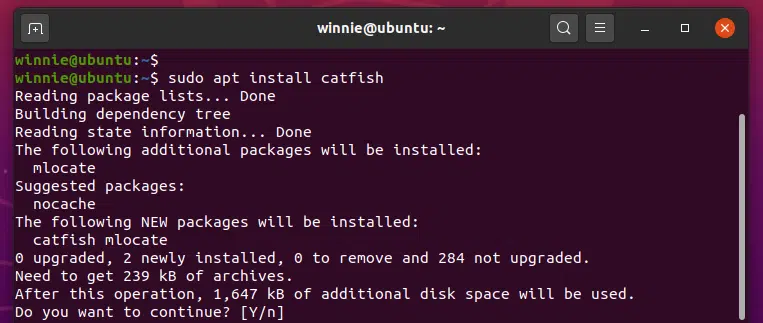 winnie@ubuntu: ~
winnie@ubuntu:~$
winnie@ubuntu:~$ sudo apt install catfish
Reading package lists... Done
Building dependency tree
Reading state information... Done
The following additional packages will be installed:
  mlocate
Suggested packages:
  nocache
The following NEW packages will be installed:
  catfish mlocate
0 upgraded, 2 newly installed, 0 to remove and 284 not upgraded.
Need to get 239 kB of archives.
After this operation, 1,647 kB of additional disk space will be used.
Do you want to continue? [Y/n]